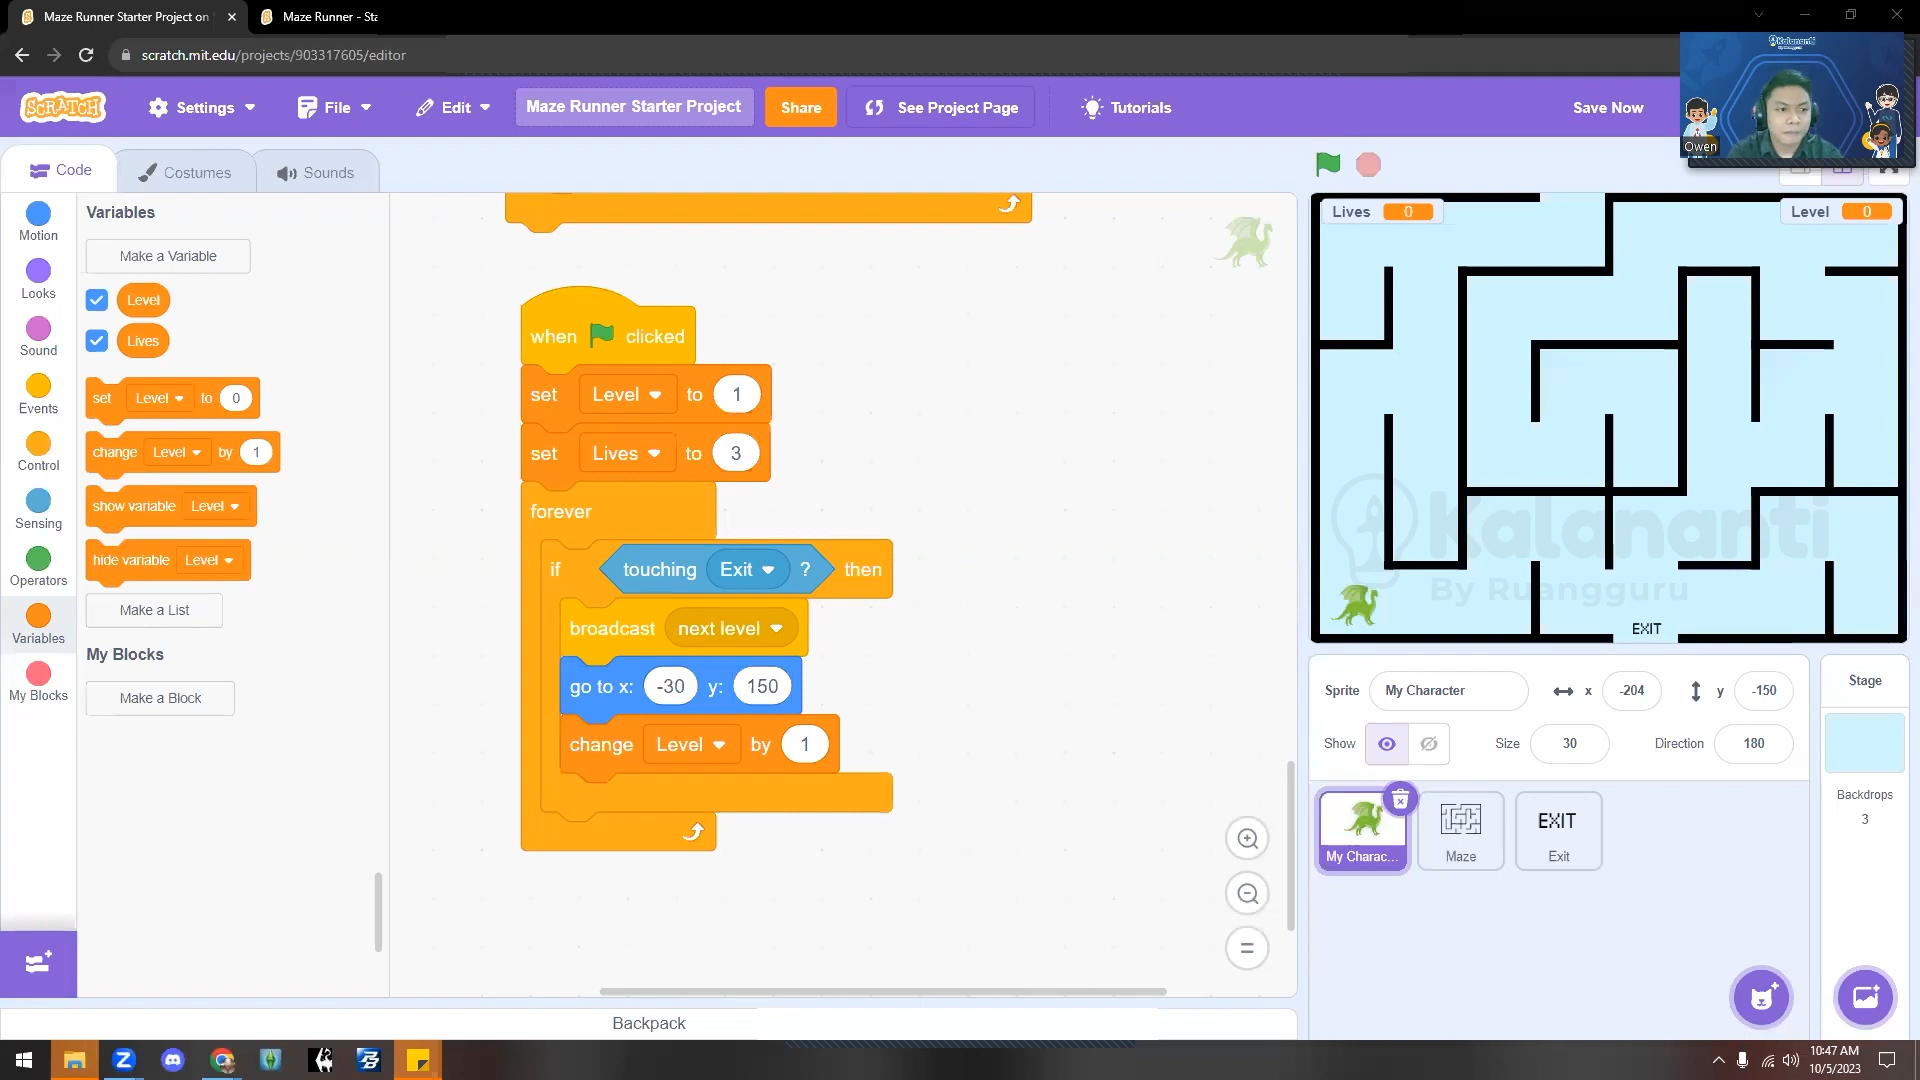 Maze Runner Starter Project on
Maze Runner - Sta
scratch.mit.edu/projects/903317605/editor
Kalananti
SCRATCH
Settings
File
Edit
Maze Runner Starter Project
Share
See Project Page
Tutorials
Save Now
Owen
Code
Costumes
Sounds
Motion
Looks
Sound
Events
Control
Sensing
Operators
Variables
My Blocks
Variables
Make a Variable
Level
Lives
set Level to 0
change Level by 1
show variable Level
hide variable Level
Make a List
My Blocks
Make a Block
when clicked
set Level to 1
set Lives to 3
forever
if touching Exit ? then
broadcast next level
go to x: -30 y: 150
change Level by 1
Backpack
Lives 0
Level 0
Kalananti
By Ruangguru
EXIT
Sprite My Character x -204 y -150
Show Size 30 Direction 180
My Charac...
Maze
EXIT
Exit
Stage
Backdrops
3
10:47 AM
10/5/2023